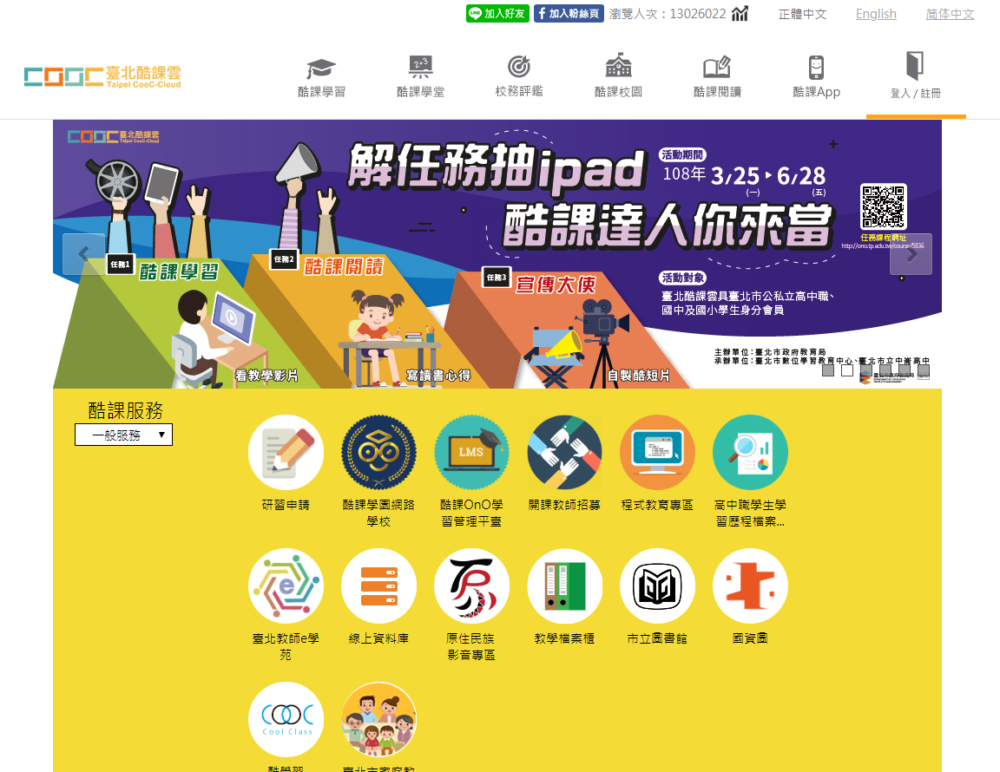 加入好友
加入粉絲頁
瀏覽人次：13026022
正體中文
English
简体中文
COOC 臺北酷課雲
Taipei CooC-Cloud
酷課學習
酷課學堂
校務評鑑
酷課校園
酷課閱讀
酷課App
登入 / 註冊
COOC 臺北酷課雲
Taipei CooC-Cloud
解任務抽ipad
酷課達人你來當
活動期間
108年 3/25 ▸ 6/28
(一) (五)
任務課程網址
http://ono.tp.edu.tw/course/5836
任務1 酷課學習
任務2 酷課閱讀
任務3 宣傳大使
活動對象
臺北酷課雲具臺北市公私立高中職、
國中及國小學生身分會員
看教學影片
寫讀書心得
自製酷短片
主辦單位：臺北市政府教育局
承辦單位：臺北市數位學習教育中心、臺北市立中崙高中
酷課服務
一般服務
LMS
研習申請
酷課學園網路
學校
酷課OnO學
習管理平臺
開課教師招募
程式教育專區
高中職學生學
習歷程檔案...
e
TPB
臺北教師e學
苑
線上資料庫
原住民族
影音專區
教學檔案櫃
市立圖書館
國資圖
COOC
Cool Class
酷學習
臺北市家庭教